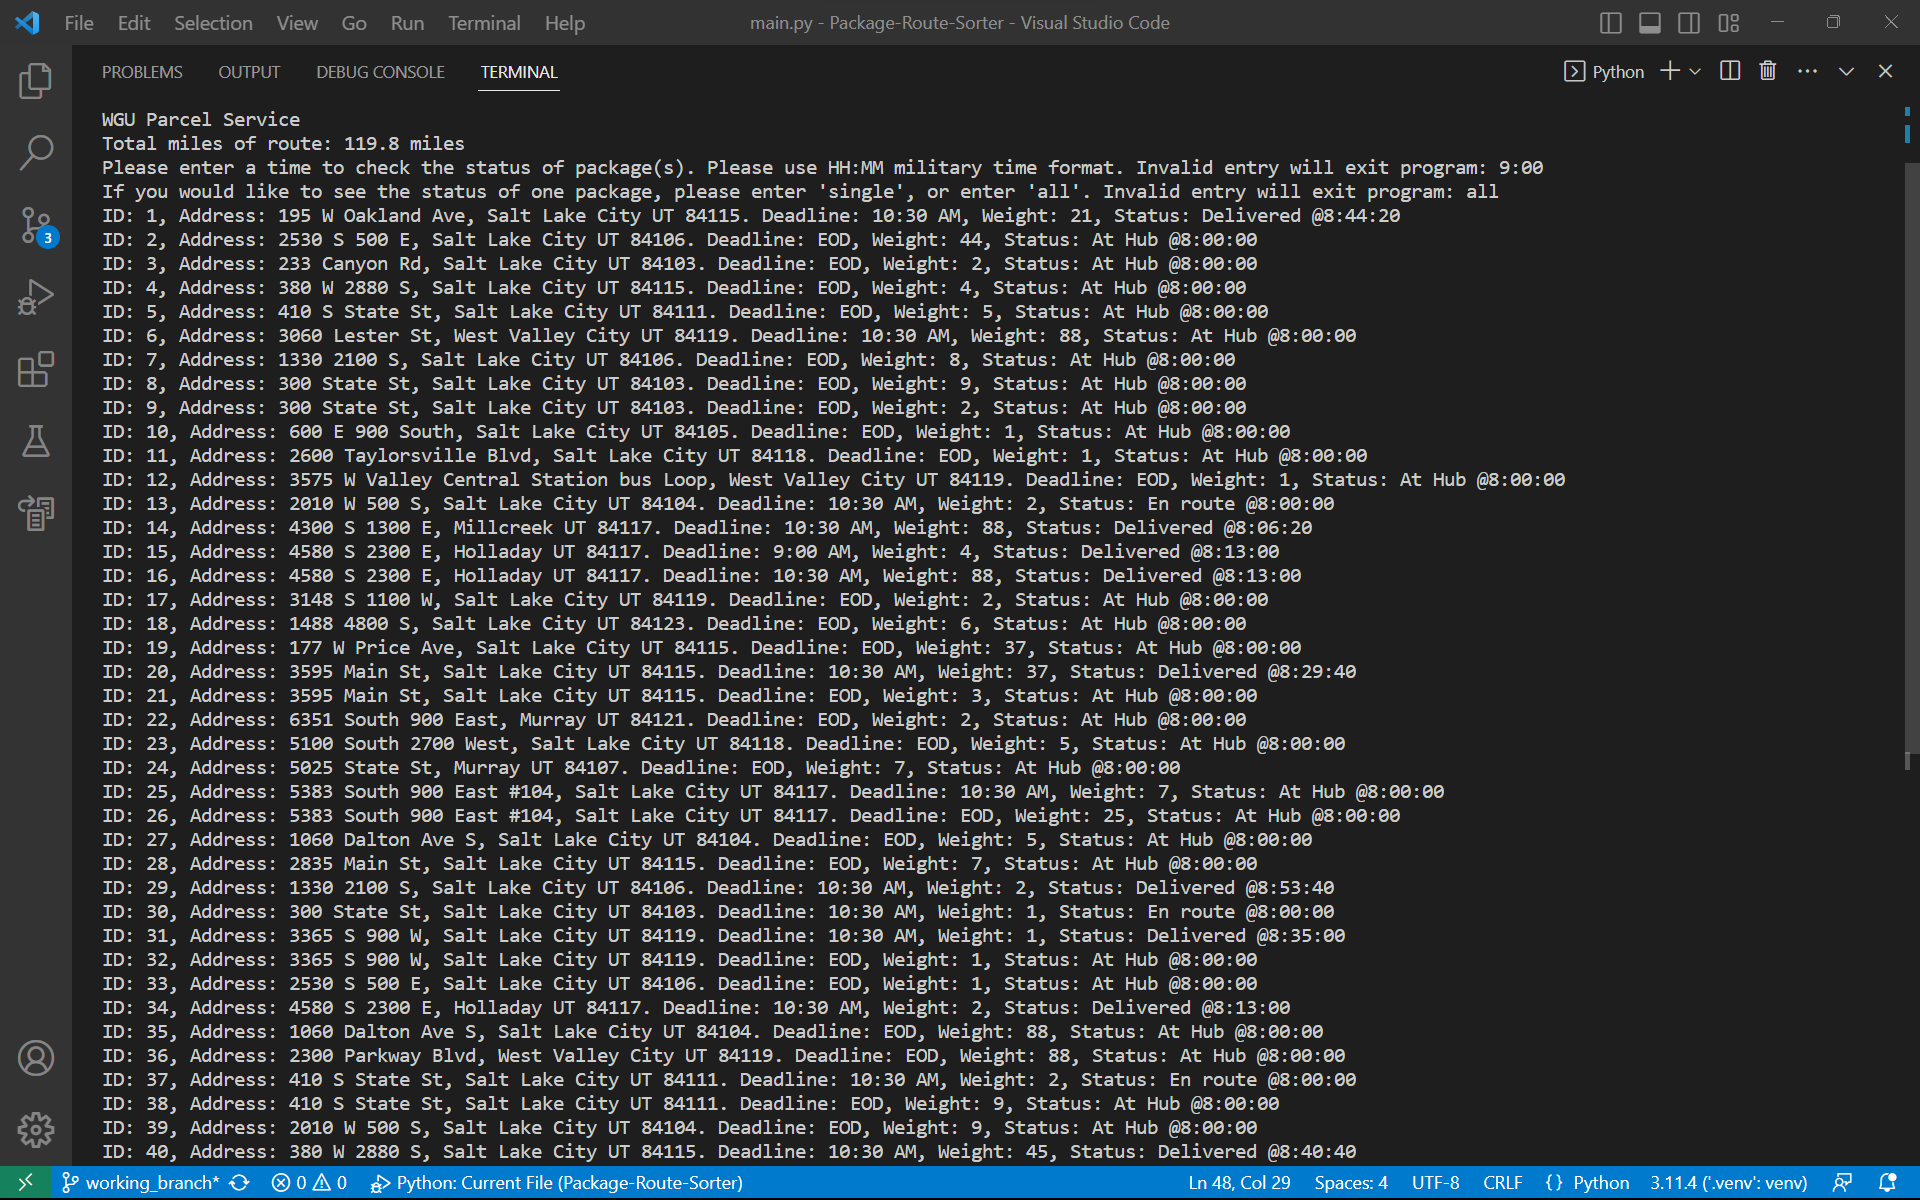 File Edit Selection View Go Run Terminal Help main.py - Package-Route-Sorter - Visual Studio Code
PROBLEMS OUTPUT DEBUG CONSOLE TERMINAL Python
WGU Parcel Service
Total miles of route: 119.8 miles
Please enter a time to check the status of package(s). Please use HH:MM military time format. Invalid entry will exit program: 9:00
If you would like to see the status of one package, please enter 'single', or enter 'all'. Invalid entry will exit program: all
ID: 1, Address: 195 W Oakland Ave, Salt Lake City UT 84115. Deadline: 10:30 AM, Weight: 21, Status: Delivered @8:44:20
ID: 2, Address: 2530 S 500 E, Salt Lake City UT 84106. Deadline: EOD, Weight: 44, Status: At Hub @8:00:00
ID: 3, Address: 233 Canyon Rd, Salt Lake City UT 84103. Deadline: EOD, Weight: 2, Status: At Hub @8:00:00
ID: 4, Address: 380 W 2880 S, Salt Lake City UT 84115. Deadline: EOD, Weight: 4, Status: At Hub @8:00:00
ID: 5, Address: 410 S State St, Salt Lake City UT 84111. Deadline: EOD, Weight: 5, Status: At Hub @8:00:00
ID: 6, Address: 3060 Lester St, West Valley City UT 84119. Deadline: 10:30 AM, Weight: 88, Status: At Hub @8:00:00
ID: 7, Address: 1330 2100 S, Salt Lake City UT 84106. Deadline: EOD, Weight: 8, Status: At Hub @8:00:00
ID: 8, Address: 300 State St, Salt Lake City UT 84103. Deadline: EOD, Weight: 9, Status: At Hub @8:00:00
ID: 9, Address: 300 State St, Salt Lake City UT 84103. Deadline: EOD, Weight: 2, Status: At Hub @8:00:00
ID: 10, Address: 600 E 900 South, Salt Lake City UT 84105. Deadline: EOD, Weight: 1, Status: At Hub @8:00:00
ID: 11, Address: 2600 Taylorsville Blvd, Salt Lake City UT 84118. Deadline: EOD, Weight: 1, Status: At Hub @8:00:00
ID: 12, Address: 3575 W Valley Central Station bus Loop, West Valley City UT 84119. Deadline: EOD, Weight: 1, Status: At Hub @8:00:00
ID: 13, Address: 2010 W 500 S, Salt Lake City UT 84104. Deadline: 10:30 AM, Weight: 2, Status: En route @8:00:00
ID: 14, Address: 4300 S 1300 E, Millcreek UT 84117. Deadline: 10:30 AM, Weight: 88, Status: Delivered @8:06:20
ID: 15, Address: 4580 S 2300 E, Holladay UT 84117. Deadline: 9:00 AM, Weight: 4, Status: Delivered @8:13:00
ID: 16, Address: 4580 S 2300 E, Holladay UT 84117. Deadline: 10:30 AM, Weight: 88, Status: Delivered @8:13:00
ID: 17, Address: 3148 S 1100 W, Salt Lake City UT 84119. Deadline: EOD, Weight: 2, Status: At Hub @8:00:00
ID: 18, Address: 1488 4800 S, Salt Lake City UT 84123. Deadline: EOD, Weight: 6, Status: At Hub @8:00:00
ID: 19, Address: 177 W Price Ave, Salt Lake City UT 84115. Deadline: EOD, Weight: 37, Status: At Hub @8:00:00
ID: 20, Address: 3595 Main St, Salt Lake City UT 84115. Deadline: 10:30 AM, Weight: 37, Status: Delivered @8:29:40
ID: 21, Address: 3595 Main St, Salt Lake City UT 84115. Deadline: EOD, Weight: 3, Status: At Hub @8:00:00
ID: 22, Address: 6351 South 900 East, Murray UT 84121. Deadline: EOD, Weight: 2, Status: At Hub @8:00:00
ID: 23, Address: 5100 South 2700 West, Salt Lake City UT 84118. Deadline: EOD, Weight: 5, Status: At Hub @8:00:00
ID: 24, Address: 5025 State St, Murray UT 84107. Deadline: EOD, Weight: 7, Status: At Hub @8:00:00
ID: 25, Address: 5383 South 900 East #104, Salt Lake City UT 84117. Deadline: 10:30 AM, Weight: 7, Status: At Hub @8:00:00
ID: 26, Address: 5383 South 900 East #104, Salt Lake City UT 84117. Deadline: EOD, Weight: 25, Status: At Hub @8:00:00
ID: 27, Address: 1060 Dalton Ave S, Salt Lake City UT 84104. Deadline: EOD, Weight: 5, Status: At Hub @8:00:00
ID: 28, Address: 2835 Main St, Salt Lake City UT 84115. Deadline: EOD, Weight: 7, Status: At Hub @8:00:00
ID: 29, Address: 1330 2100 S, Salt Lake City UT 84106. Deadline: 10:30 AM, Weight: 2, Status: Delivered @8:53:40
ID: 30, Address: 300 State St, Salt Lake City UT 84103. Deadline: 10:30 AM, Weight: 1, Status: En route @8:00:00
ID: 31, Address: 3365 S 900 W, Salt Lake City UT 84119. Deadline: 10:30 AM, Weight: 1, Status: Delivered @8:35:00
ID: 32, Address: 3365 S 900 W, Salt Lake City UT 84119. Deadline: EOD, Weight: 1, Status: At Hub @8:00:00
ID: 33, Address: 2530 S 500 E, Salt Lake City UT 84106. Deadline: EOD, Weight: 1, Status: At Hub @8:00:00
ID: 34, Address: 4580 S 2300 E, Holladay UT 84117. Deadline: 10:30 AM, Weight: 2, Status: Delivered @8:13:00
ID: 35, Address: 1060 Dalton Ave S, Salt Lake City UT 84104. Deadline: EOD, Weight: 88, Status: At Hub @8:00:00
ID: 36, Address: 2300 Parkway Blvd, West Valley City UT 84119. Deadline: EOD, Weight: 88, Status: At Hub @8:00:00
ID: 37, Address: 410 S State St, Salt Lake City UT 84111. Deadline: 10:30 AM, Weight: 2, Status: En route @8:00:00
ID: 38, Address: 410 S State St, Salt Lake City UT 84111. Deadline: EOD, Weight: 9, Status: At Hub @8:00:00
ID: 39, Address: 2010 W 500 S, Salt Lake City UT 84104. Deadline: EOD, Weight: 9, Status: At Hub @8:00:00
ID: 40, Address: 380 W 2880 S, Salt Lake City UT 84115. Deadline: 10:30 AM, Weight: 45, Status: Delivered @8:40:40
3
working_branch* 0 0 Python: Current File (Package-Route-Sorter) Ln 48, Col 29 Spaces: 4 UTF-8 CRLF {} Python 3.11.4 ('.venv': venv)